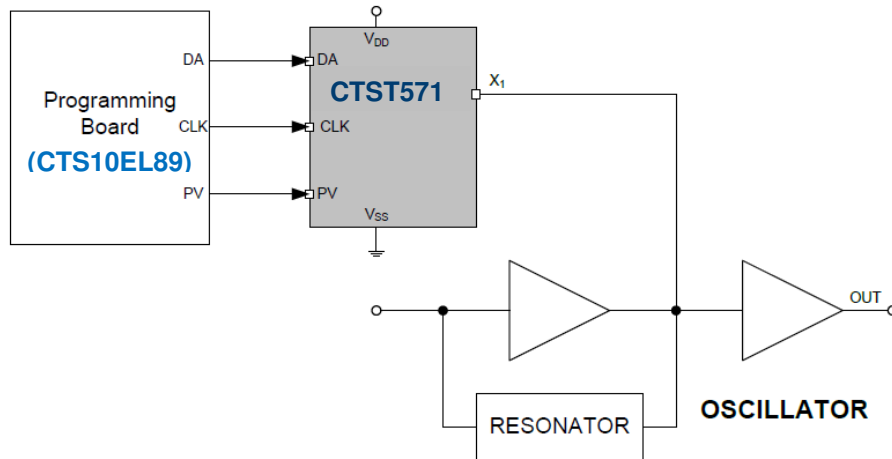 Programming
Board
(CTS10EL89)
DA
CLK
PV
VDD
DA
CTST571
CLK
PV
VSS
X1
OUT
RESONATOR
OSCILLATOR